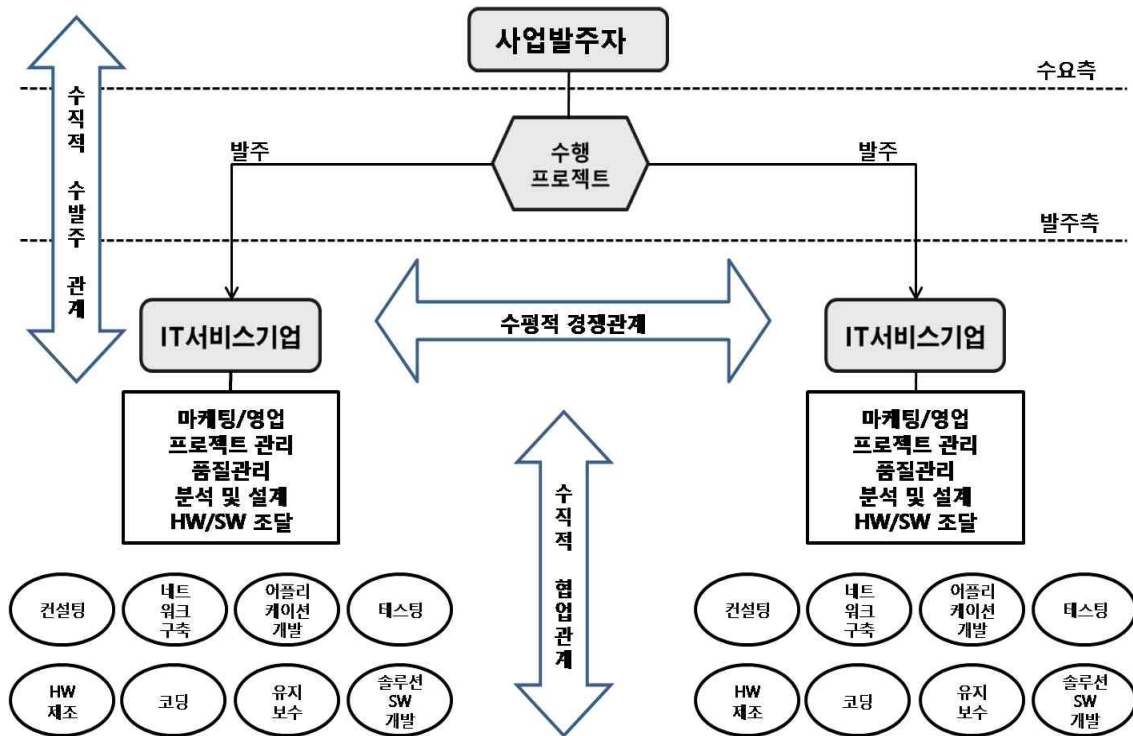 사업발주자
수요측
수직적 수발주 관계
발주
수행
프로젝트
발주
발주측
IT서비스기업
수평적 경쟁관계
IT서비스기업
마케팅/영업
프로젝트 관리
품질관리
분석 및 설계
HW/SW 조달
수직적 협업관계
마케팅/영업
프로젝트 관리
품질관리
분석 및 설계
HW/SW 조달
컨설팅
네트
워크
구축
어플리
케이션
개발
테스팅
컨설팅
네트
워크
구축
어플리
케이션
개발
테스팅
HW
제조
코딩
유지
보수
솔루션
SW
개발
HW
제조
코딩
유지
보수
솔루션
SW
개발